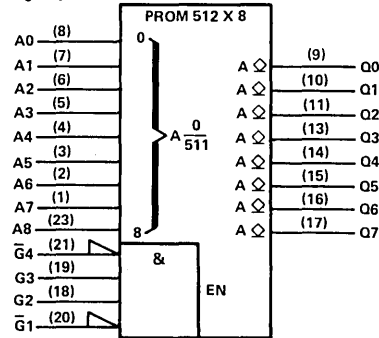 PROM 512 X 8
A0 (8) 0
A1 (7)
A2 (6)
A3 (5)
A4 (4)
A5 (3)
A6 (2)
A7 (1)
A8 (23) 8
A 0/511
G̅4 (21) &
G3 (19)
G2 (18) EN
G̅1 (20)
A (9) Q0
A (10) Q1
A (11) Q2
A (13) Q3
A (14) Q4
A (15) Q5
A (16) Q6
A (17) Q7